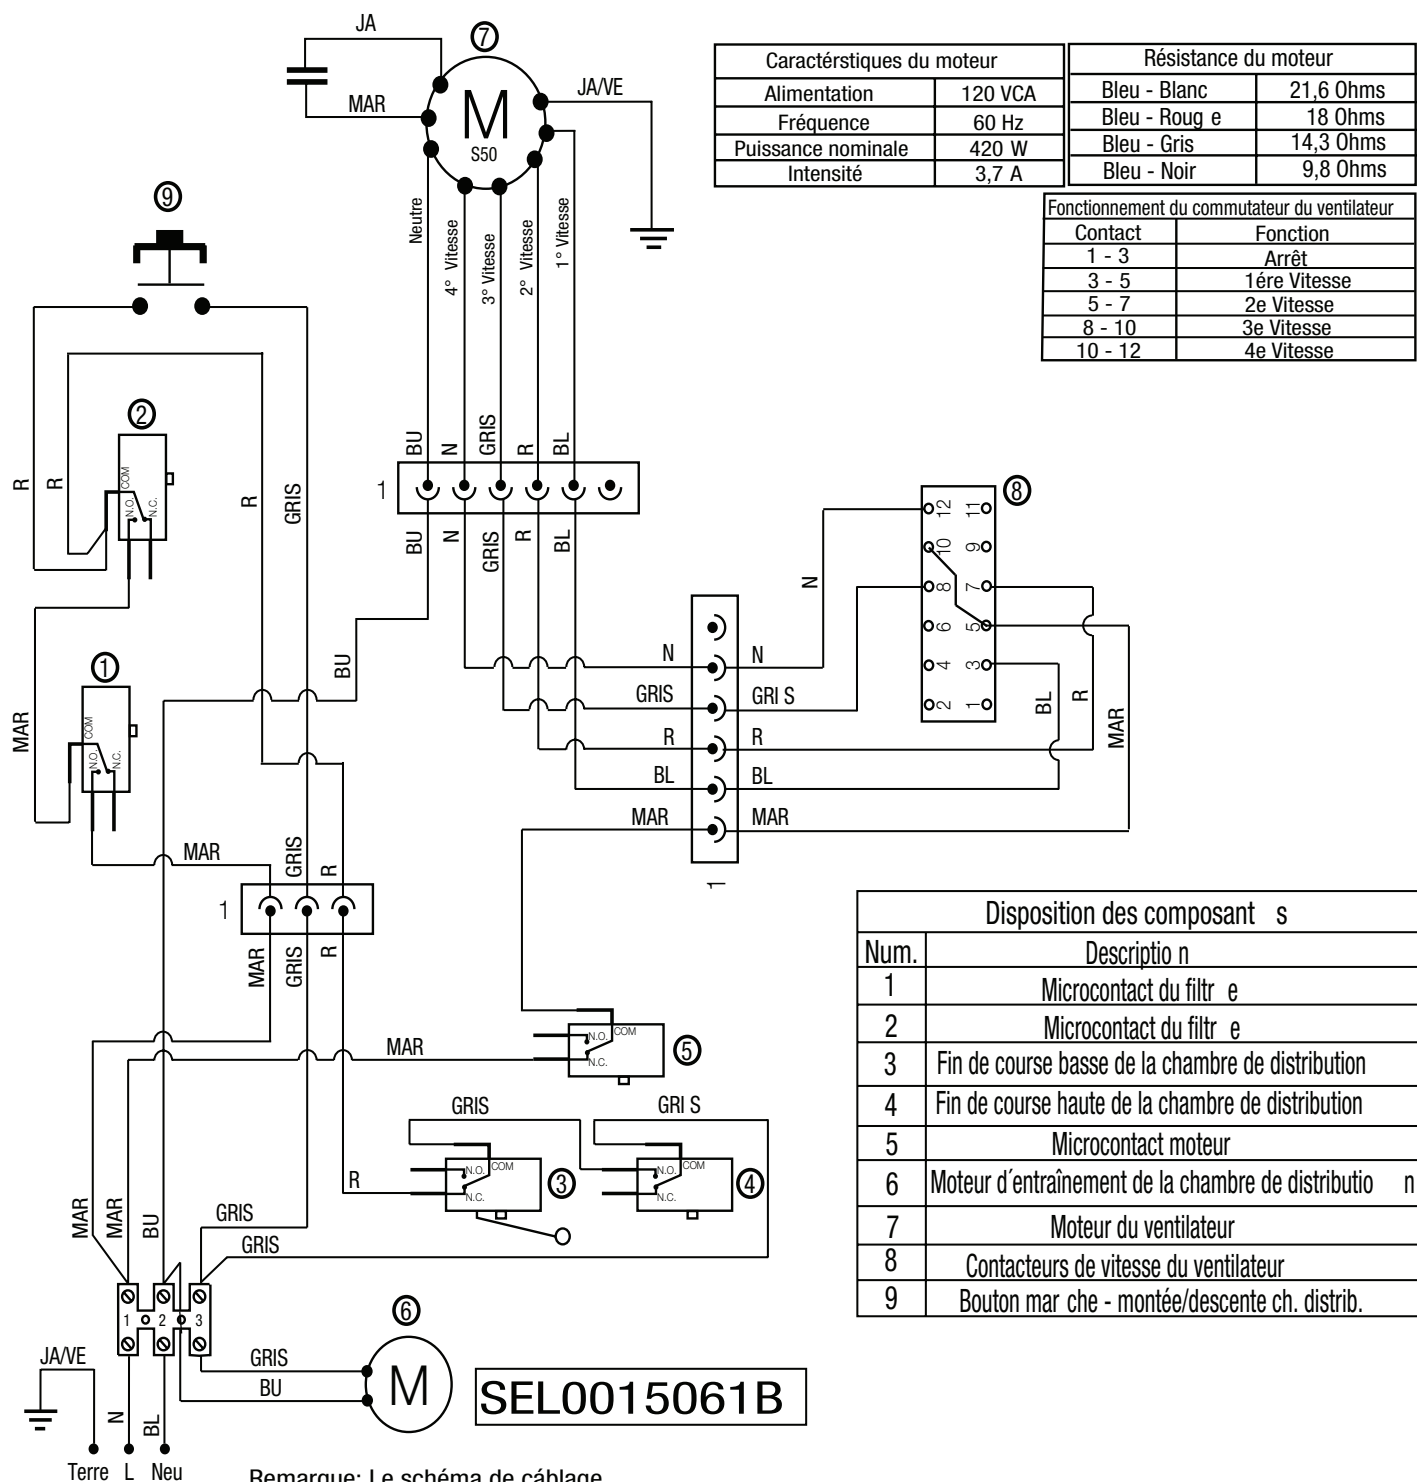 JA
7
MAR
M
S50
JA/VE
Caractérstiques du moteur
Alimentation 120 VCA
Fréquence 60 Hz
Puissance nominale 420 W
Intensité 3,7 A
Résistance du moteur
Bleu - Blanc 21,6 Ohms
Bleu - Roug e 18 Ohms
Bleu - Gris 14,3 Ohms
Bleu - Noir 9,8 Ohms
Fonctionnement du commutateur du ventilateur
Contact Fonction
1 - 3 Arrêt
3 - 5 1ére Vitesse
5 - 7 2e Vitesse
8 - 10 3e Vitesse
10 - 12 4e Vitesse
9
Neutre
4° Vitesse
3° Vitesse
2° Vitesse
1° Vitesse
2
COM
N.O.
N.C.
R
R
R
GRIS
BU
N
GRIS
R
BL
1
BU
N
GRIS
R
BL
8
12 11
10 9
8 7
6 5
4 3
2 1
N
BL
R
MAR
1
COM
N.O.
N.C.
MAR
BU
N N
GRIS GRI S
R R
BL BL
MAR MAR
1
MAR
GRIS
R
1
MAR
GRIS
R
MAR
N.O.
COM
N.C.
5
GRIS
GRI S
N.O.
COM
N.C.
3
N.O.
COM
N.C.
4
R
MAR
MAR
BU
GRIS
GRIS
1 2 3
6
M
GRIS
BU
JA/VE
N
BL
Terre L Neu
SEL0015061B
Disposition des composant s
Num. Descriptio n
1 Microcontact du filtr e
2 Microcontact du filtr e
3 Fin de course basse de la chambre de distribution
4 Fin de course haute de la chambre de distribution
5 Microcontact moteur
6 Moteur d´entraînement de la chambre de distributio n
7 Moteur du ventilateur
8 Contacteurs de vitesse du ventilateur
9 Bouton mar che - montée/descente ch. distrib.
Remarque: Le schéma de câblage